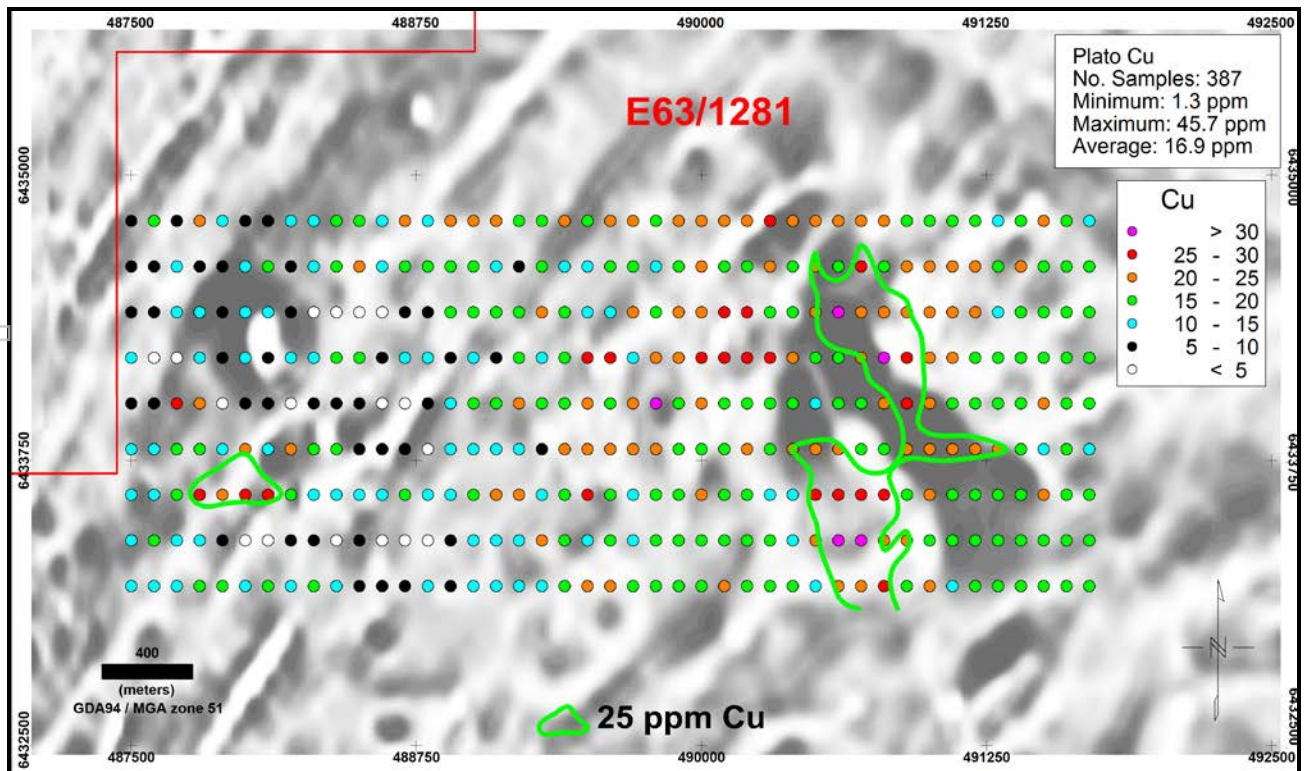 487500 488750 490000 491250 492500
Plato Cu
No. Samples: 387
Minimum: 1.3 ppm
Maximum: 45.7 ppm
Average: 16.9 ppm
E63/1281
6435000 6435000
Cu
> 30
25 - 30
20 - 25
15 - 20
10 - 15
5 - 10
< 5
6433750 6433750
400
(meters)
GDA94 / MGA zone 51
N
25 ppm Cu
6432500 6432500
487500 488750 490000 491250 492500